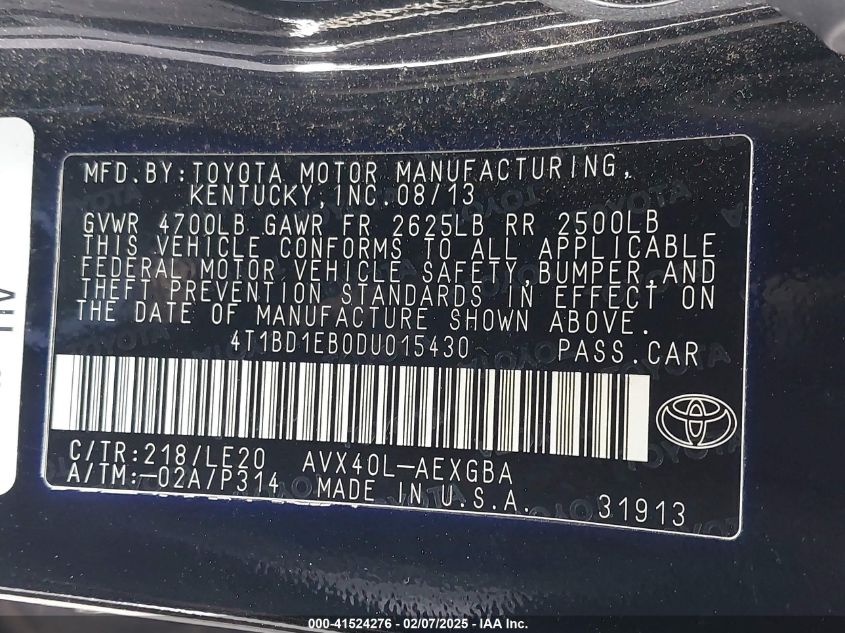 MFD.BY:TOYOTA MOTOR MANUFACTURING,
KENTUCKY,INC.08/13
GVWR 4700LB GAWR FR 2625LB RR 2500LB
THIS VEHICLE CONFORMS TO ALL APPLICABLE
FEDERAL MOTOR VEHICLE SAFETY,BUMPER,AND
THEFT PREVENTION STANDARDS IN EFFECT ON
THE DATE OF MANUFACTURE SHOWN ABOVE.
4T1BD1EB0DU015430 PASS.CAR
C/TR:218/LE20 AVX40L-AEXGBA
A/TM:-02A/P314 MADE IN U.S.A.
31913
000-41524276 - 02/07/2025 - IAA Inc.